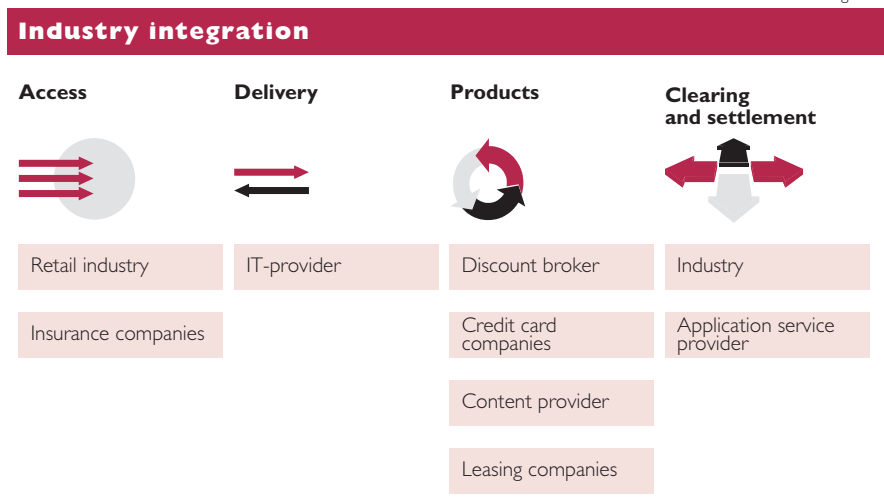 Industry integration
Access
Delivery
Products
Clearing
and settlement
Retail industry
IT-provider
Discount broker
Industry
Insurance companies
Credit card
companies
Application service
provider
Content provider
Leasing companies